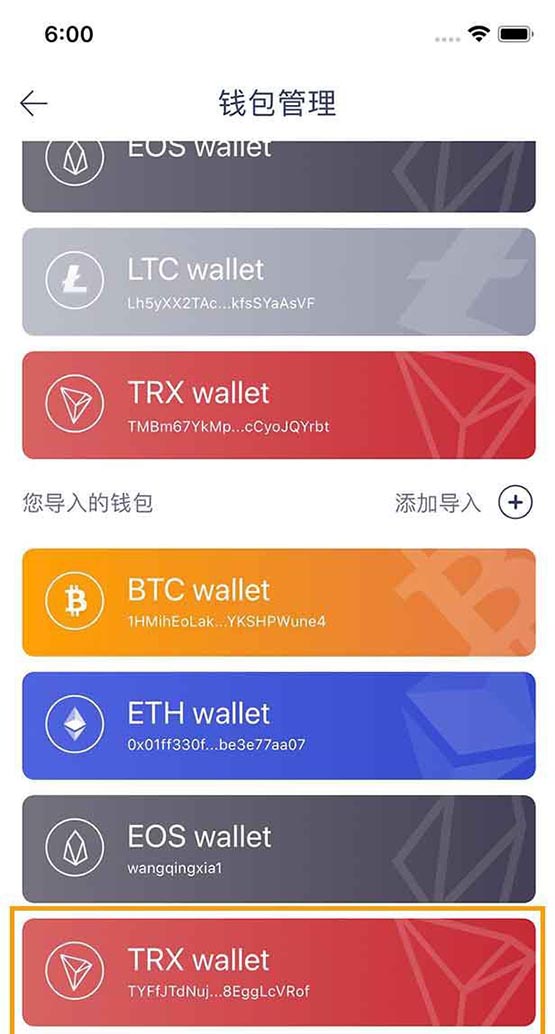 6:00
钱包管理
EOS wallet
LTC wallet
Lh5yXX2TAc...kfsSYaAsVF
TRX wallet
TMBm67YkMp...cCyoJQYrbt
您导入的钱包
添加导入
BTC wallet
1HMihEoLak...YKSHPWune4
ETH wallet
0x01ff330f...be3e77aa07
EOS wallet
wangqingxia1
TRX wallet
TYFfJTdNuj...8EggLcVRof